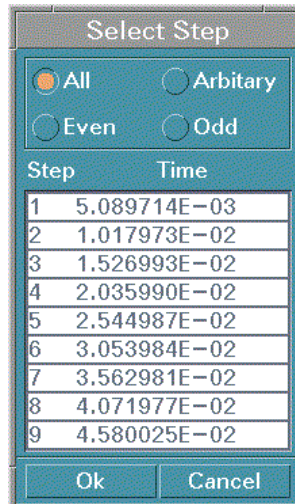 Select Step
All Arbitary
Even Odd
Step Time
1 5.089714E-03
2 1.017973E-02
3 1.526993E-02
4 2.035990E-02
5 2.544987E-02
6 3.053984E-02
7 3.562981E-02
8 4.071977E-02
9 4.580025E-02
Ok Cancel